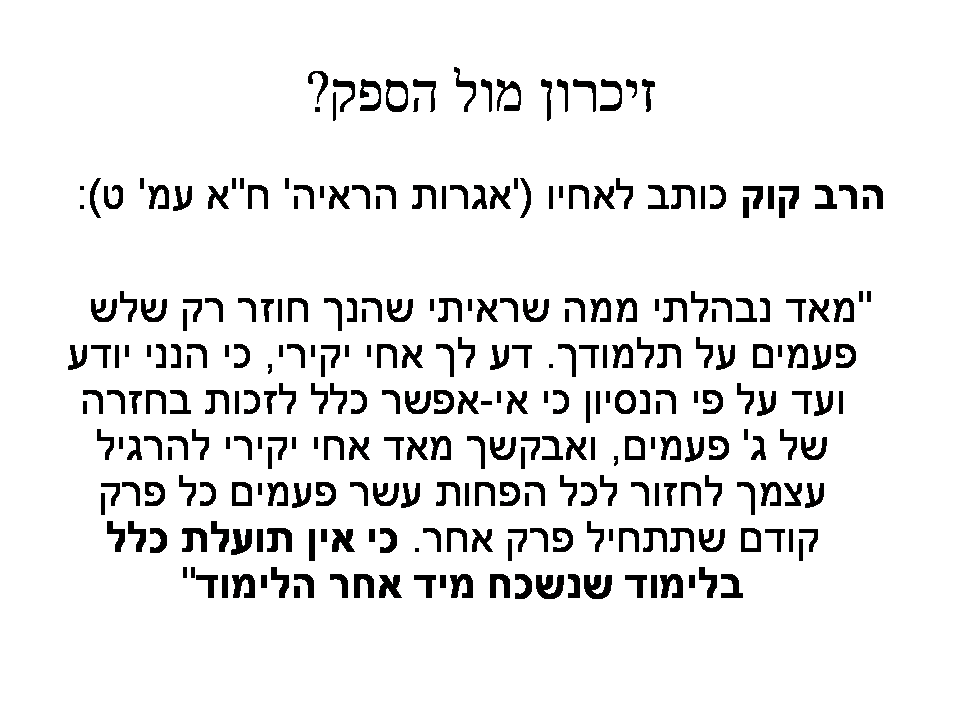 זיכרון מול הספק?
הרב קוק כותב לאחיו ('אגרות הראיה' ח"א עמ' ט):
"מאד נבהלתי ממה שראיתי שהנך חוזר רק שלש
פעמים על תלמודך. דע לך אחי יקירי, כי הנני יודע
ועד על פי הנסיון כי אי-אפשר כלל לזכות בחזרה
של ג' פעמים, ואבקשך מאד אחי יקירי להרגיל
עצמך לחזור לכל הפחות עשר פעמים כל פרק
קודם שתתחיל פרק אחר. כי אין תועלת כלל
בלימוד שנשכח מיד אחר הלימוד"